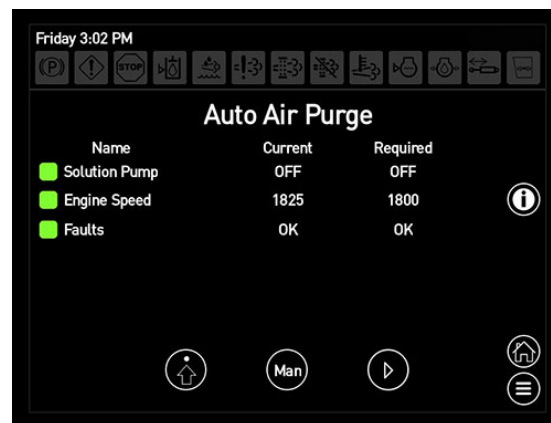 Friday 3:02 PM
(P) STOP
Auto Air Purge
Name Current Required
Solution Pump OFF OFF
Engine Speed 1825 1800
Faults OK OK
Man